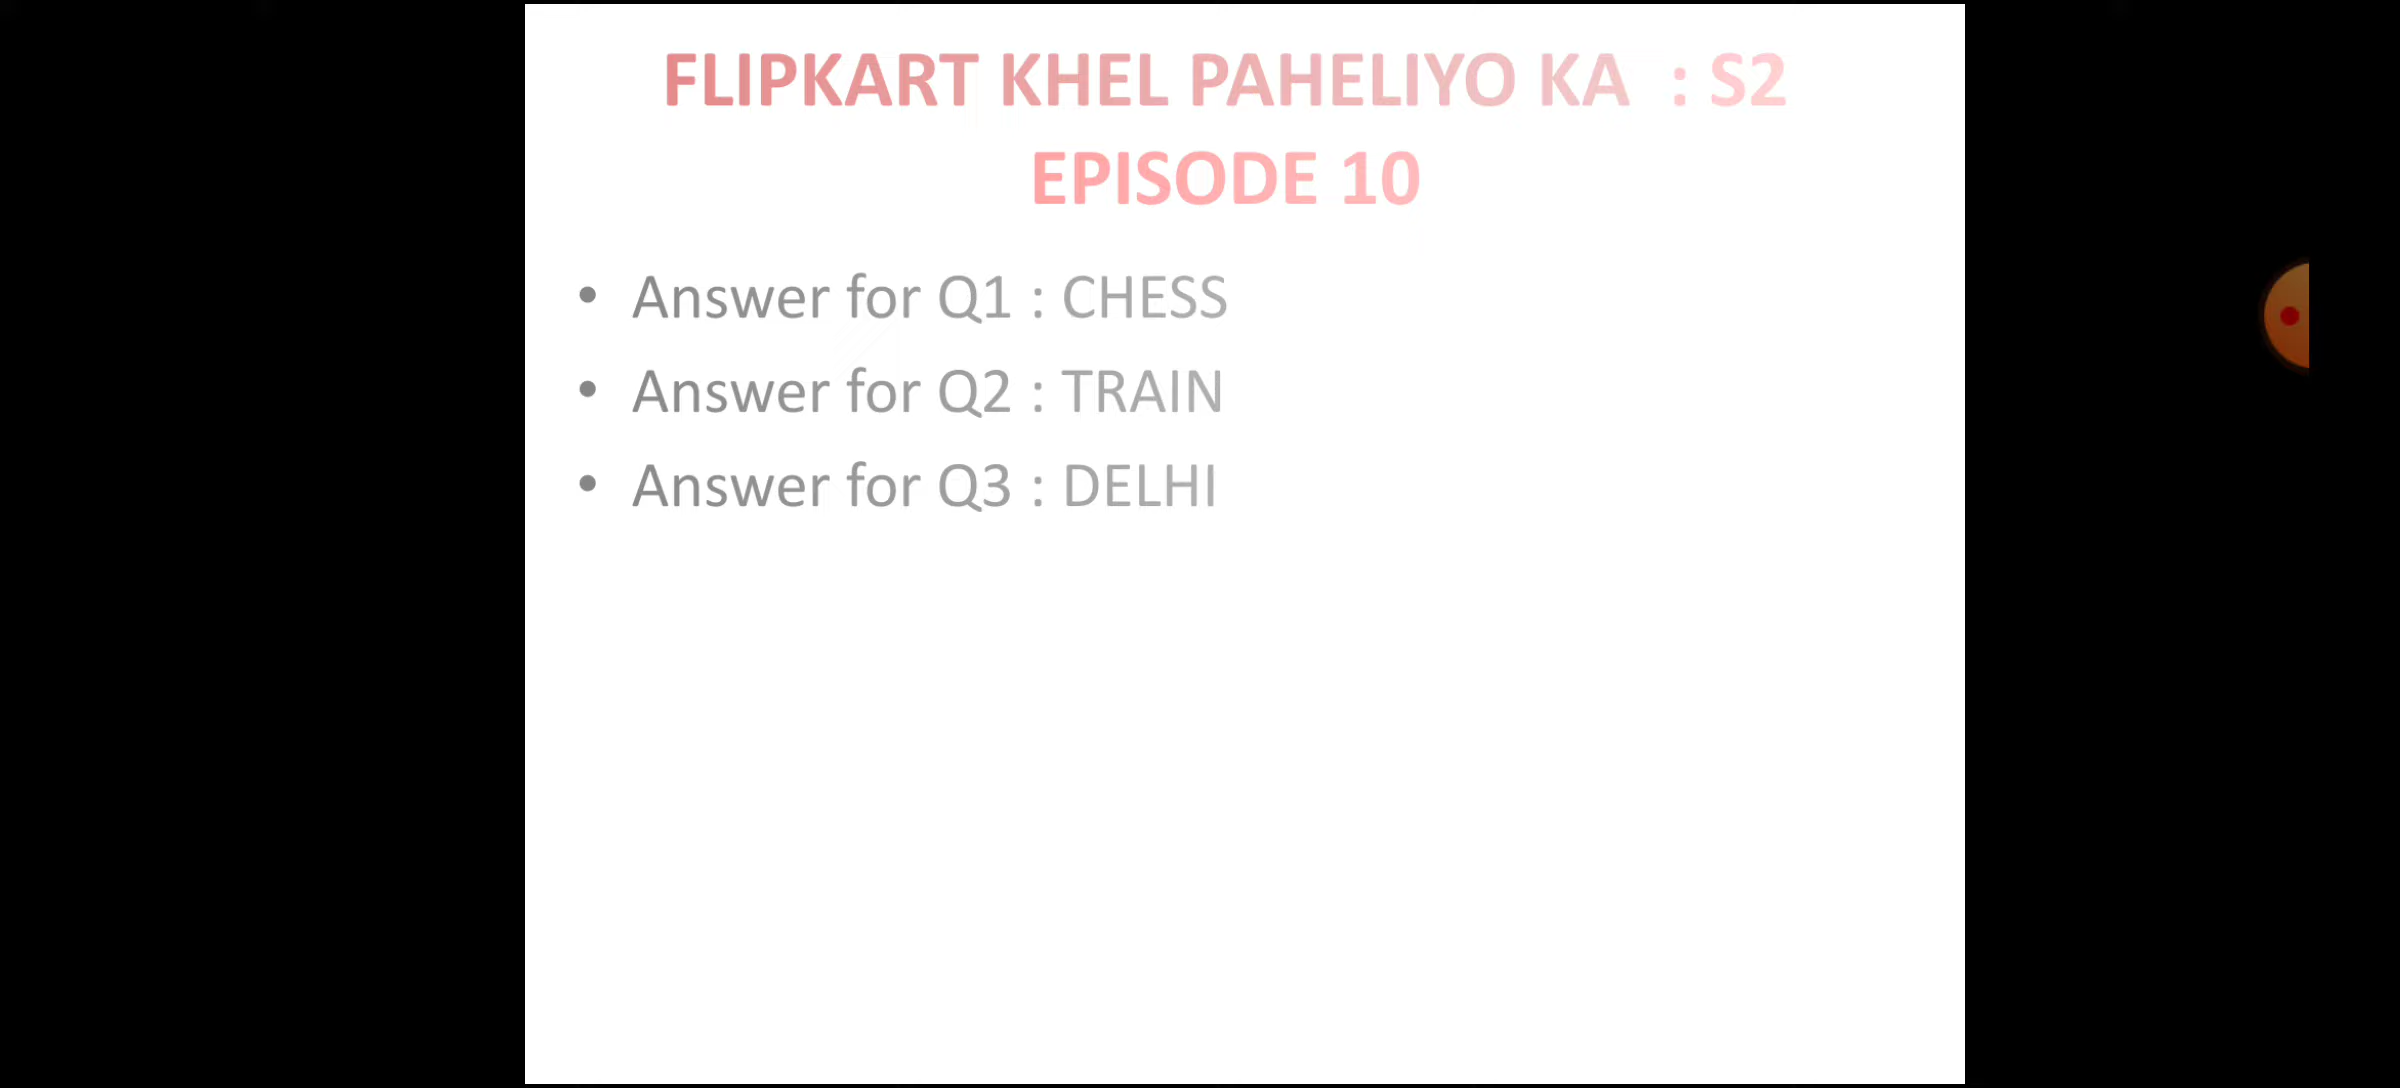 FLIPKART KHEL PAHELIYO KA : S2
EPISODE 10
• Answer for Q1 : CHESS
• Answer for Q2 : TRAIN
• Answer for Q3 : DELHI